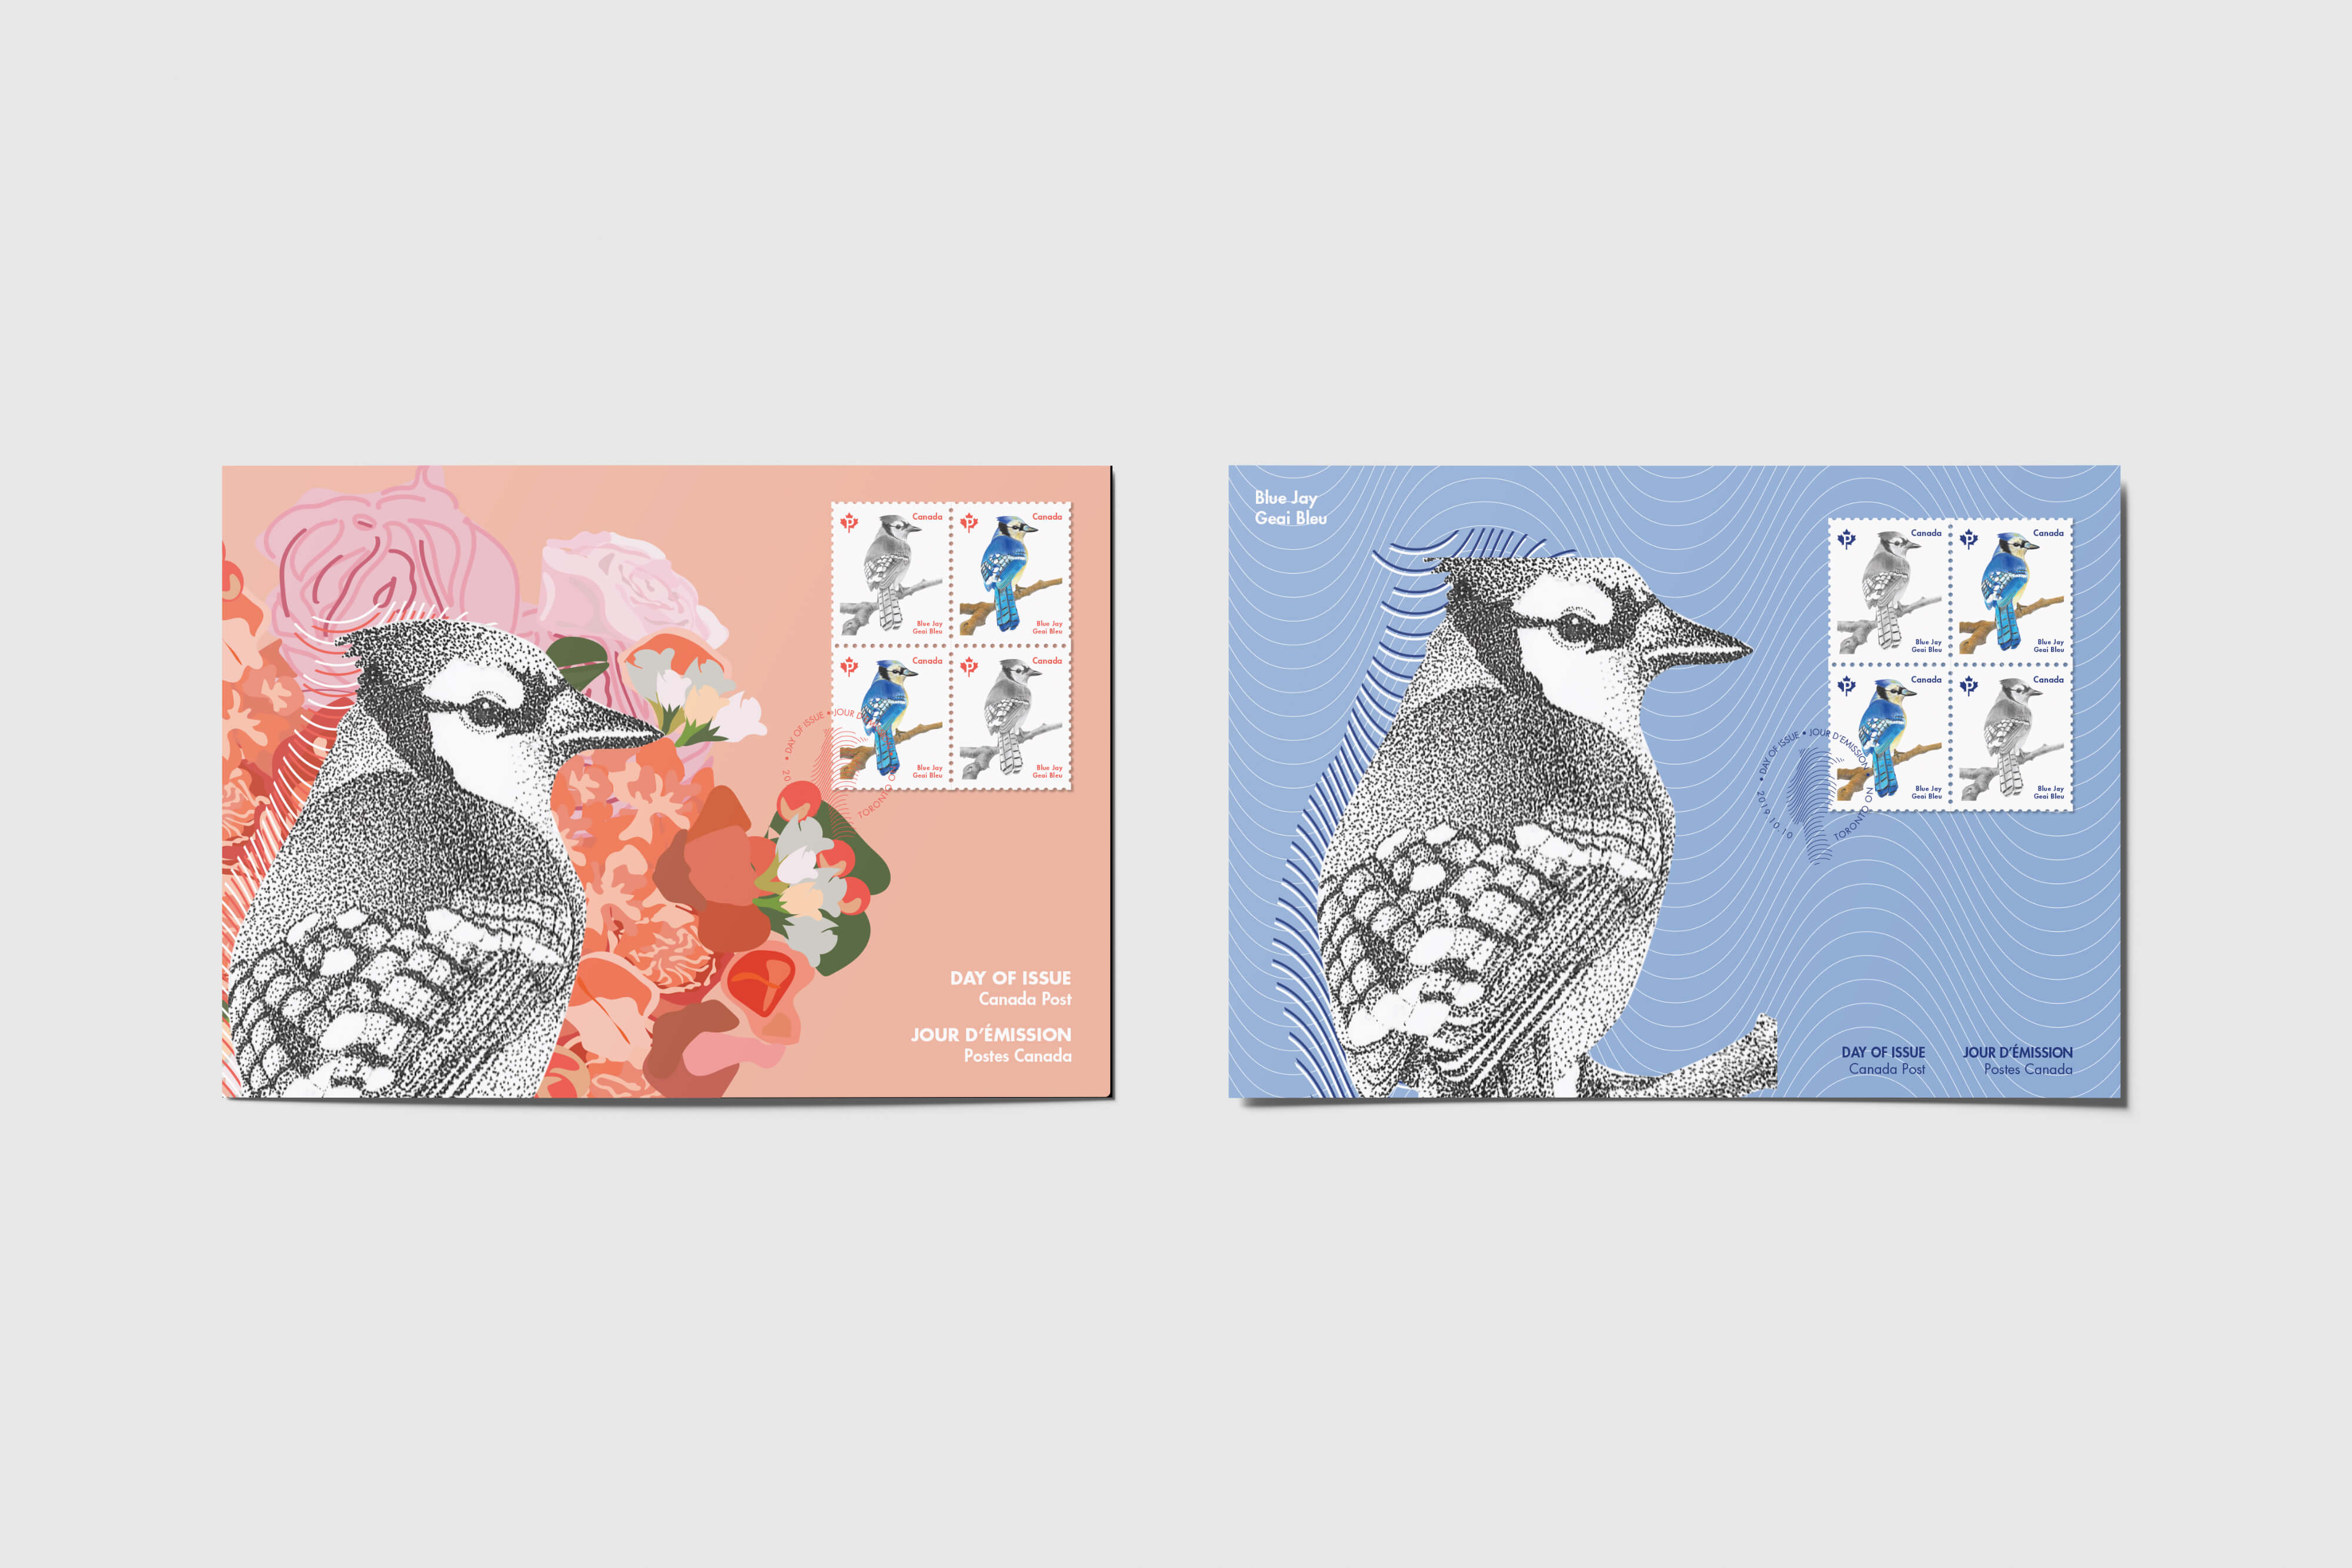 Canada
Blue Jay
Geai Bleu
Canada
Blue Jay
Geai Bleu
Canada
Blue Jay
Geai Bleu
Canada
Blue Jay
Geai Bleu
• DAY OF ISSUE • JOUR
TORONTO
DAY OF ISSUE
Canada Post
JOUR D'ÉMISSION
Postes Canada
Blue Jay
Geai Bleu
P
Canada
Blue Jay
Geai Bleu
P
Canada
Blue Jay
Geai Bleu
P
Canada
Blue Jay
Geai Bleu
P
Canada
Blue Jay
Geai Bleu
• DAY OF ISSUE • JOUR D'ÉMISSION •
2019 10 10
TORONTO ON
DAY OF ISSUE
Canada Post
JOUR D'ÉMISSION
Postes Canada